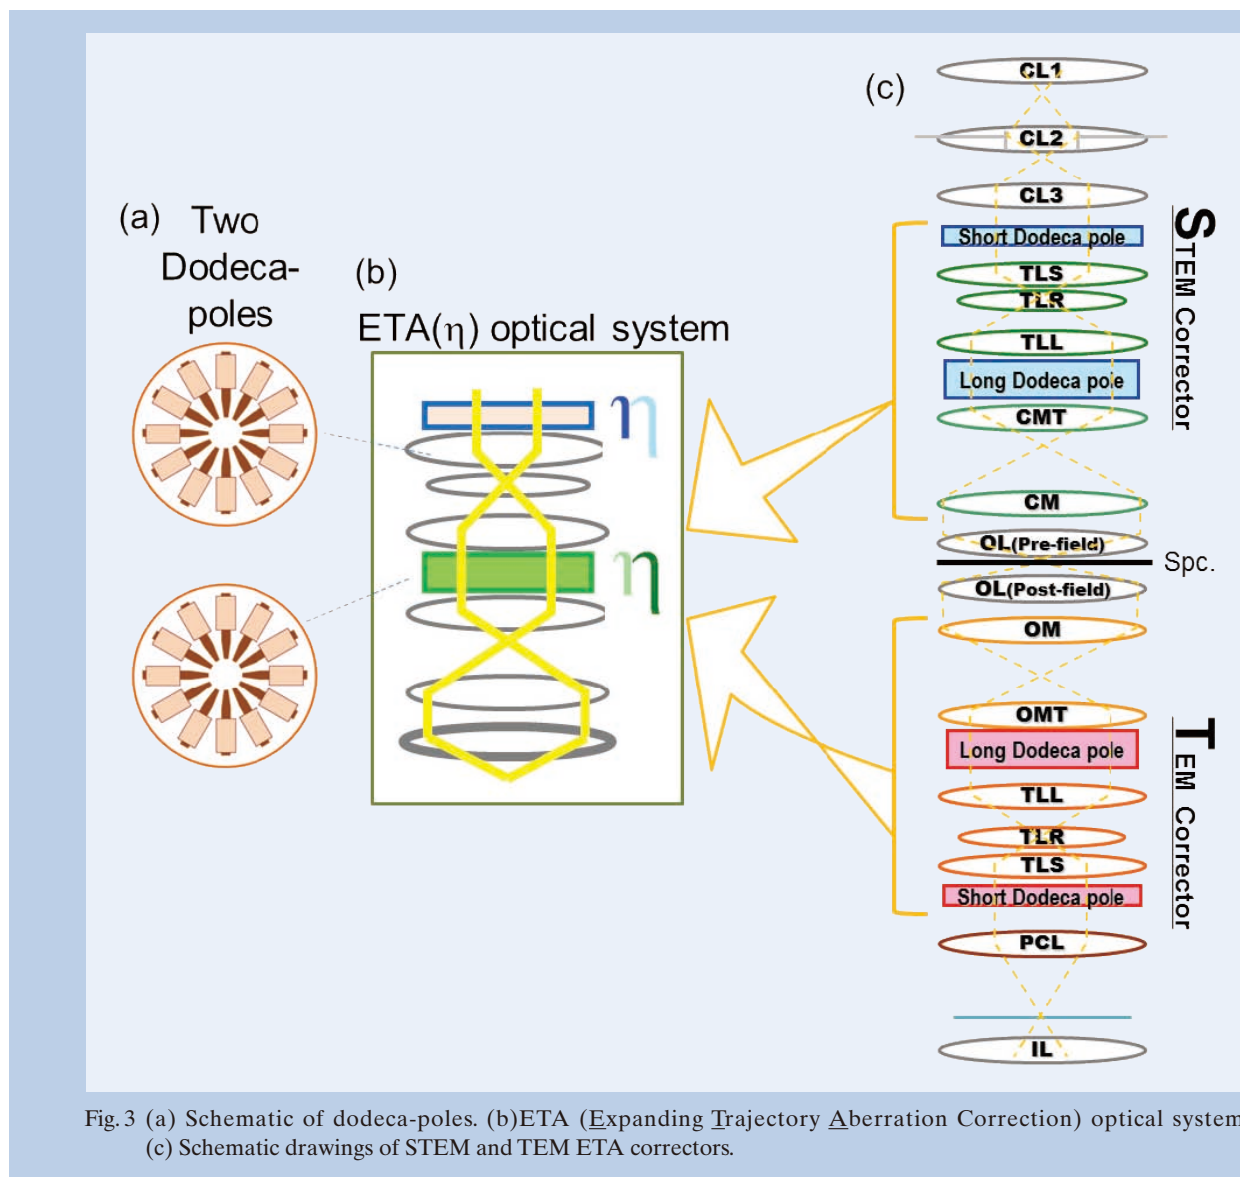 (a) Two
Dodeca-
poles
(b)
ETA(η) optical system
η
η
(c)
CL1
CL2
CL3
Short Dodeca pole
TLS
TLR
TLL
Long Dodeca pole
CMT
CM
OL(Pre-field)
Spc.
OL(Post-field)
OM
OMT
Long Dodeca pole
TLL
TLR
TLS
Short Dodeca pole
PCL
IL
STEM Corrector
TEM Corrector
Fig. 3 (a) Schematic of dodeca-poles. (b)ETA (Expanding Trajectory Aberration Correction) optical system
(c) Schematic drawings of STEM and TEM ETA correctors.